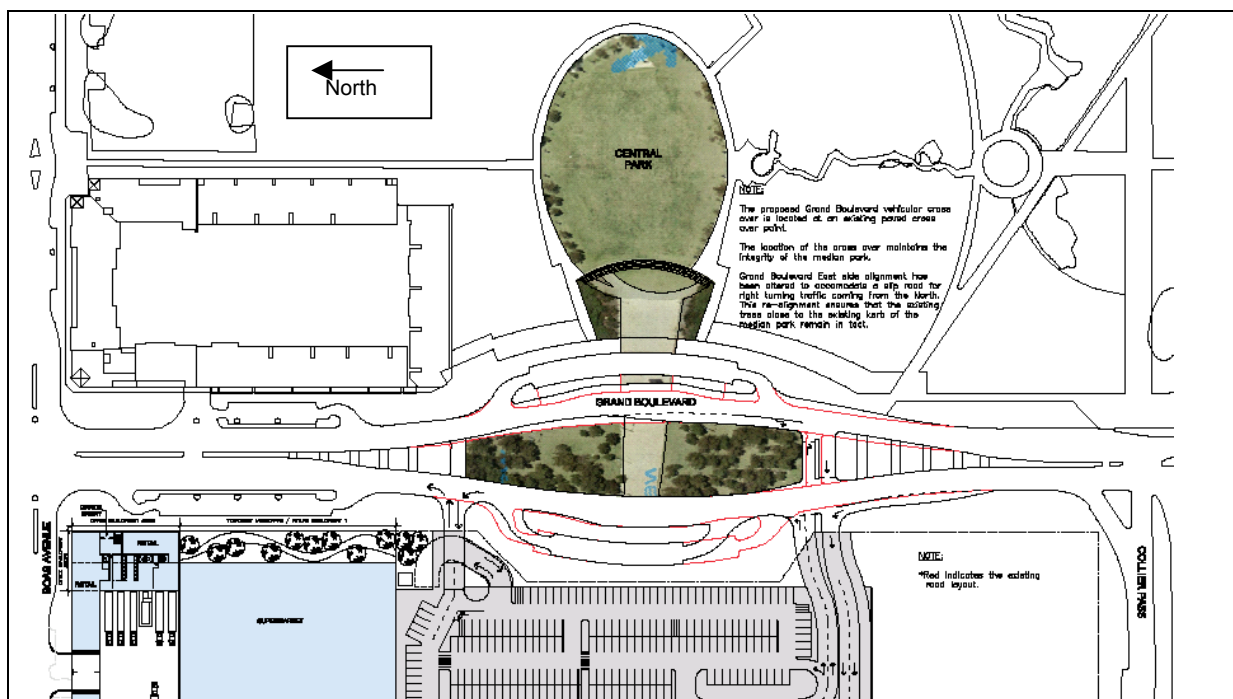 North
CENTRAL
PARK
NOTE:
The proposed Grand Boulevard vehicular cross
over is located at an existing paved cross
over point.
The location of the cross over maintains the
integrity of the median park.
Grand Boulevard East side alignment has
been altered to accomodate a slip road for
right turning traffic coming from the North.
This re-alignment ensures that the existing
trees close to the existing kerb of the
median park remain in tact.
GRAND BOULEVARD
BOAS AVENUE
RETAIL
RETAIL
SUPERMARKET
NOTE:
*Red indicates the existing
road layout.
COLLIER PASS